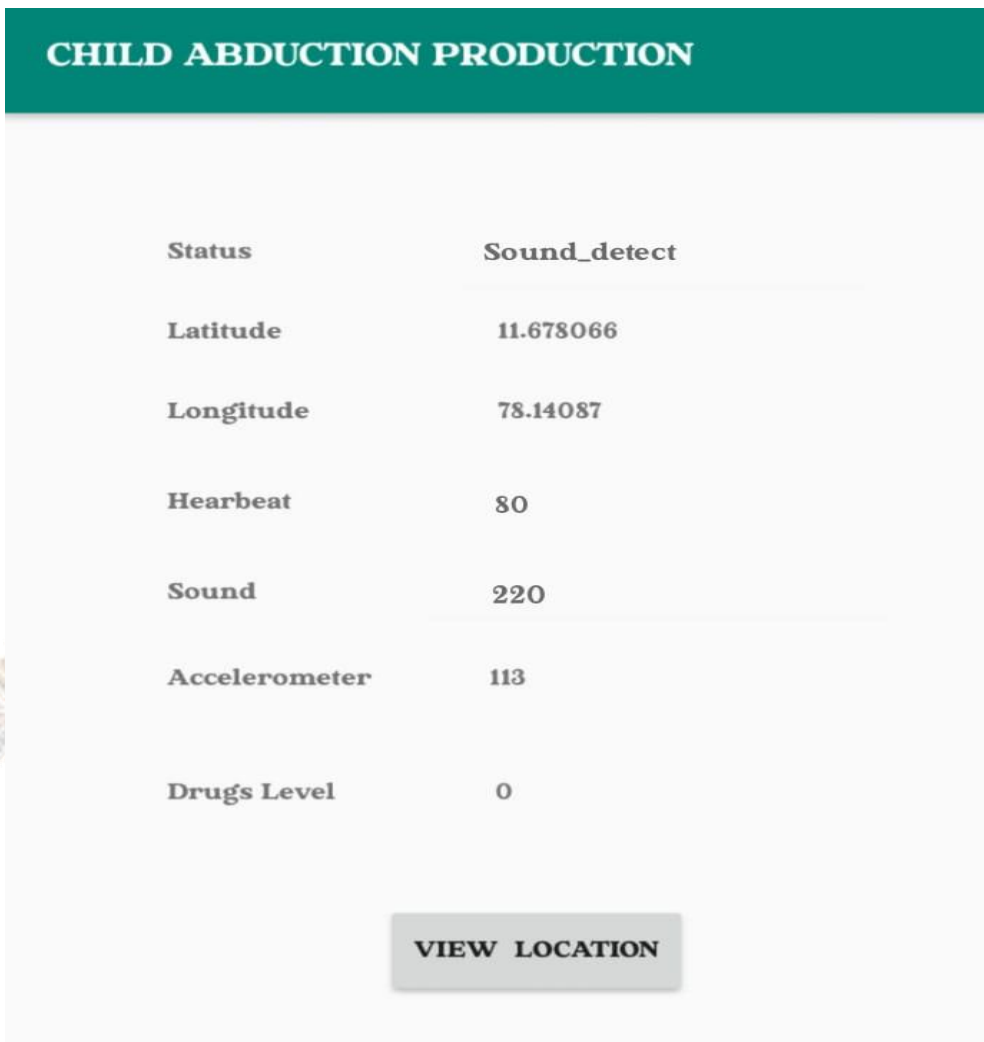 CHILD ABDUCTION PRODUCTION
Status Sound_detect
Latitude 11.678066
Longitude 78.14087
Hearbeat 80
Sound 220
Accelerometer 113
Drugs Level 0
VIEW LOCATION